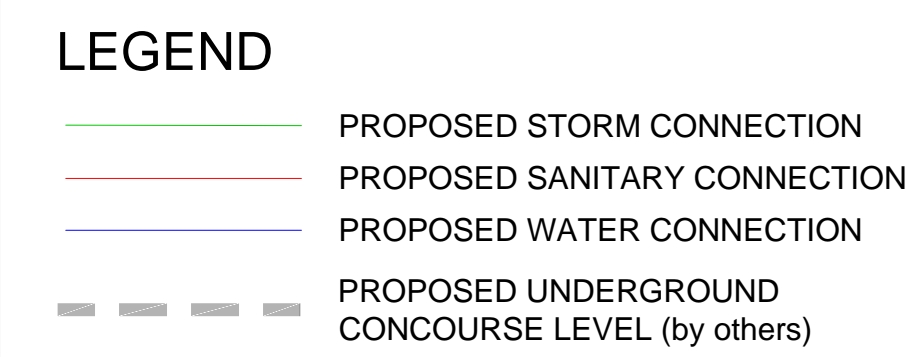 LEGEND
PROPOSED STORM CONNECTION
PROPOSED SANITARY CONNECTION
PROPOSED WATER CONNECTION
PROPOSED UNDERGROUND
CONCOURSE LEVEL (by others)